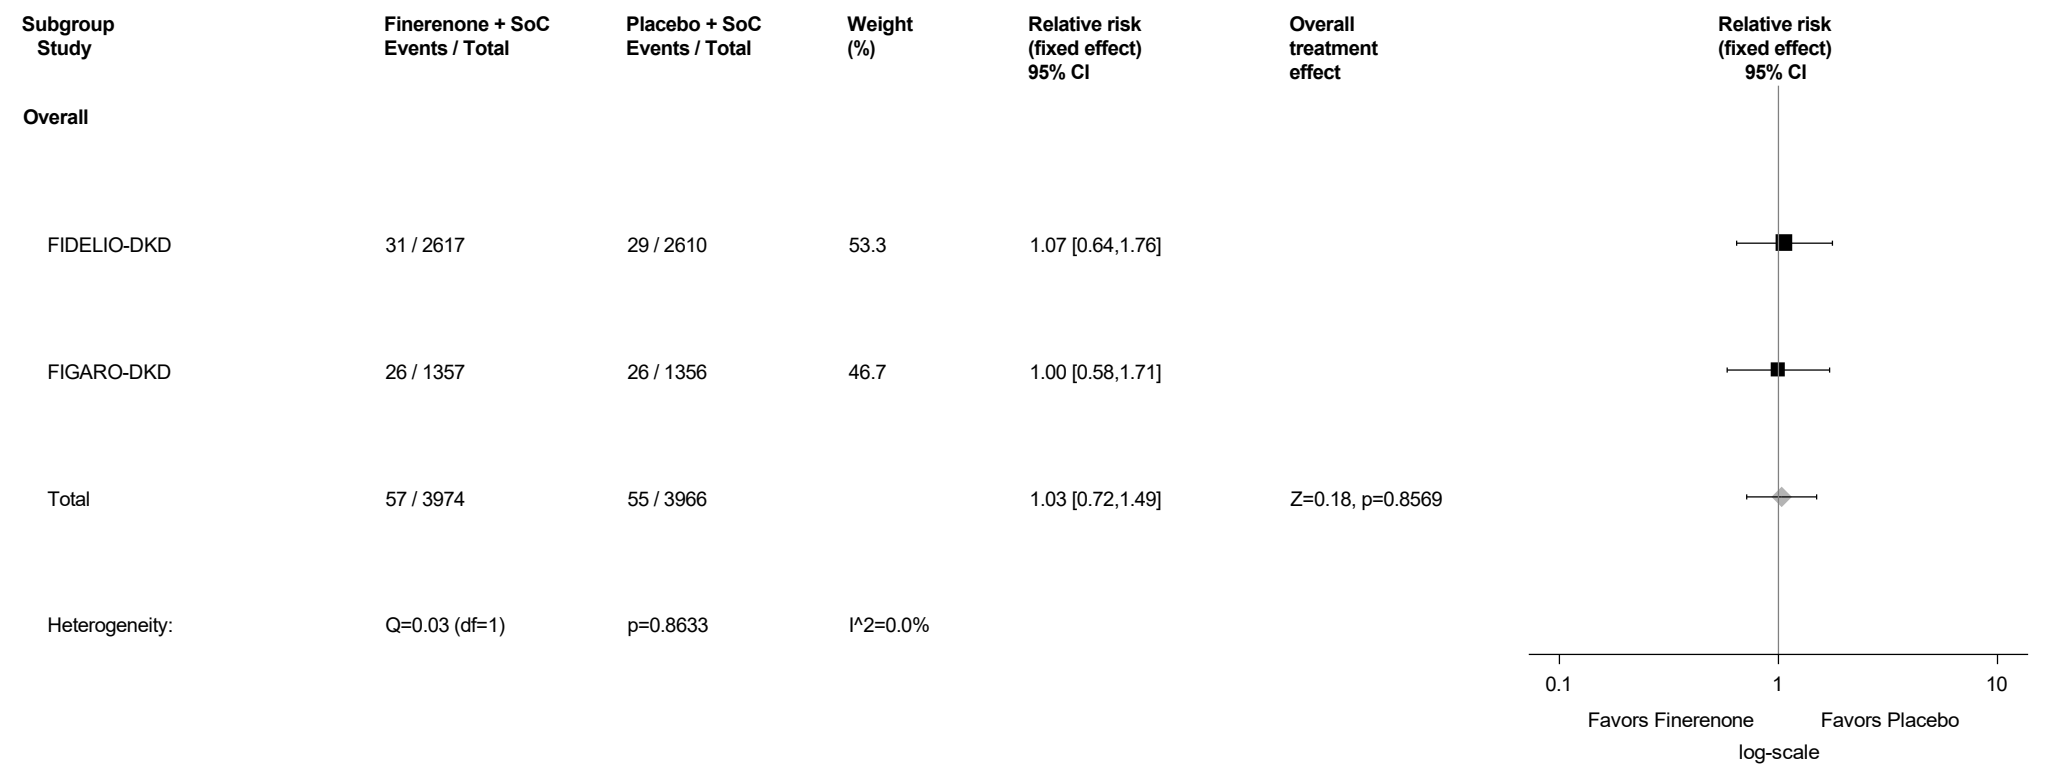 Subgroup Finerenone + SoC Placebo + SoC Weight Relative risk Overall Relative risk
Study Events / Total Events / Total (%) (fixed effect) treatment (fixed effect)
95% CI effect 95% CI
Overall
FIDELIO-DKD 31 / 2617 29 / 2610 53.3 1.07 [0.64,1.76]
FIGARO-DKD 26 / 1357 26 / 1356 46.7 1.00 [0.58,1.71]
Total 57 / 3974 55 / 3966 1.03 [0.72,1.49] Z=0.18, p=0.8569
Heterogeneity: Q=0.03 (df=1) p=0.8633 I^2=0.0%
0.1 1 10
Favors Finerenone Favors Placebo
log-scale